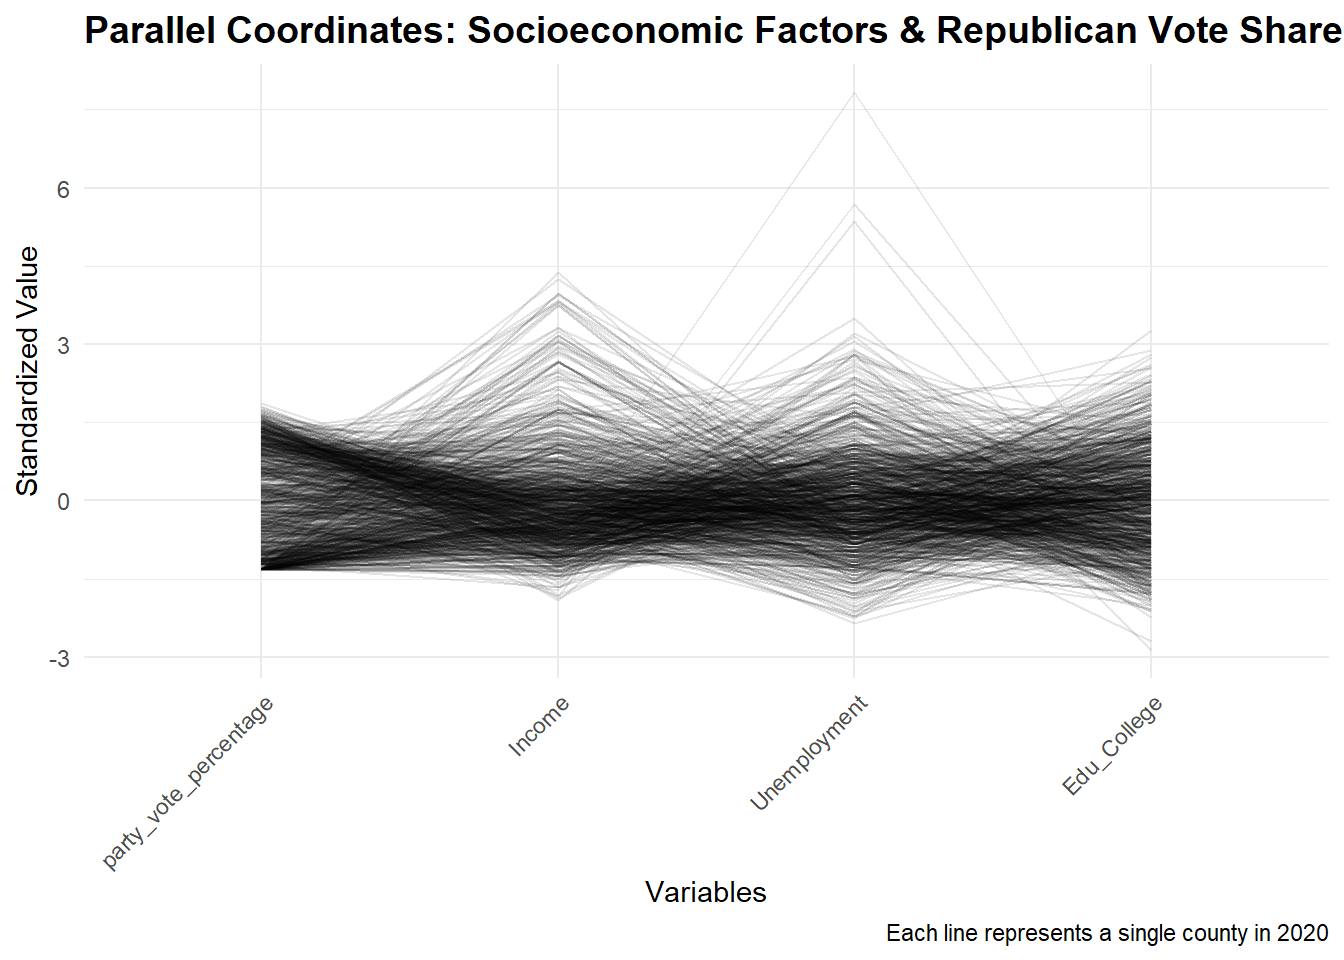 Parallel Coordinates: Socioeconomic Factors & Republican Vote Share
Standardized Value
6
3
0
-3
party_vote_percentage
Income
Unemployment
Edu_College
Variables
Each line represents a single county in 2020